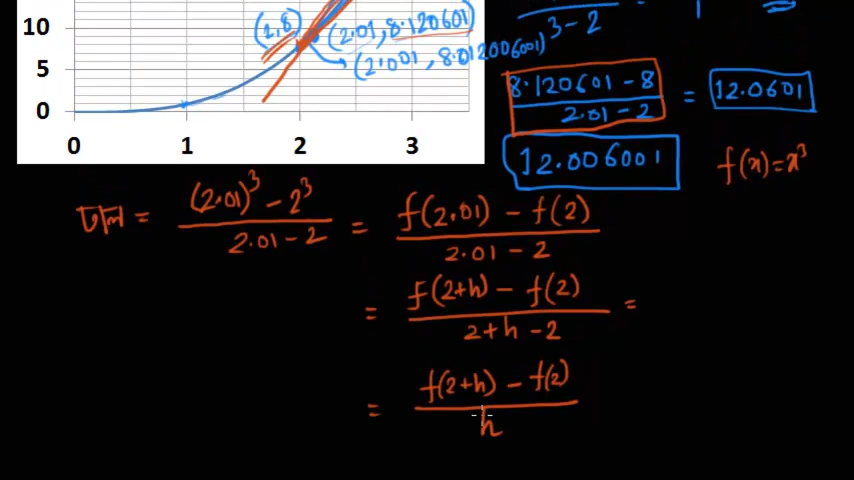 10
5
0
0 1 2 3
(2,8)
(2.01, 8.120601)
(2.001, 8.012006001)
3-2
8.120601 - 8 / 2.01 - 2 = 12.0601
12.006001
f(x) = x³
ঢাল = (2.01)³ - 2³ / 2.01 - 2 = f(2.01) - f(2) / 2.01 - 2
= f(2+h) - f(2) / 2+h-2 =
= f(2+h) - f(2) / h